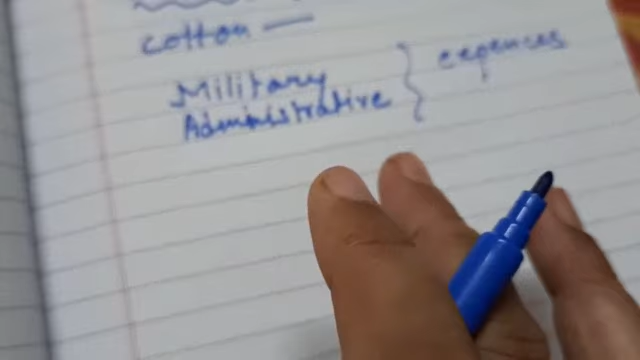 cotton —
Military } expences
Administrative